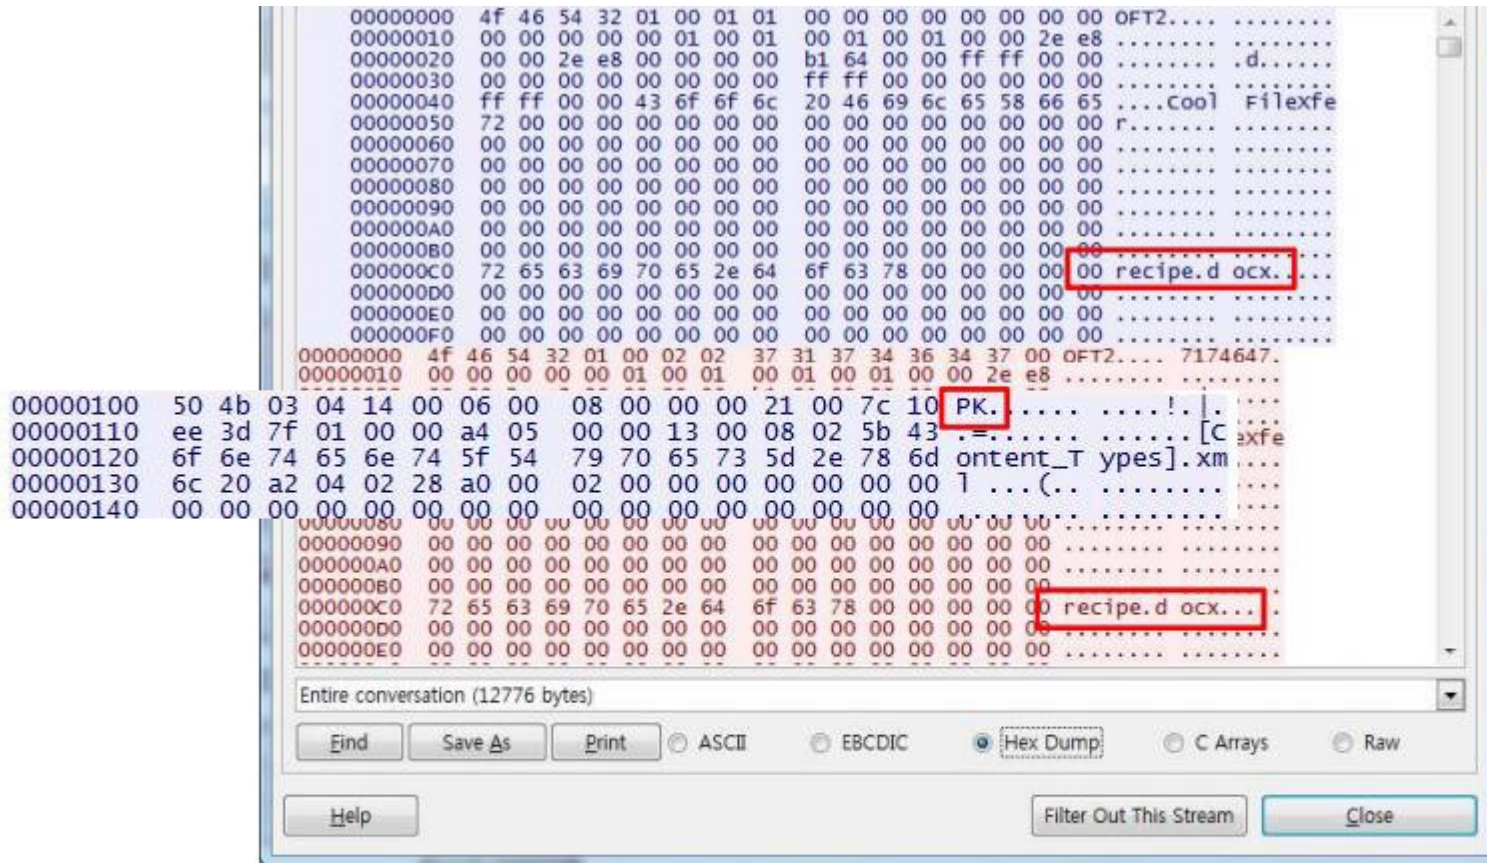 00000000 4f 46 54 32 01 00 01 01 00 00 00 00 00 00 00 00 OFT2.... ........
00000010 00 00 00 00 00 01 00 01 00 01 00 01 00 00 2e e8 ........ ........
00000020 00 00 2e e8 00 00 00 00 b1 64 00 00 ff ff 00 00 ........ .d......
00000030 00 00 00 00 00 00 00 00 ff ff 00 00 00 00 00 00 ........ ........
00000040 ff ff 00 00 43 6f 6f 6c 20 46 69 6c 65 58 66 65 ....Cool FileXfe
00000050 72 00 00 00 00 00 00 00 00 00 00 00 00 00 00 00 r....... ........
00000060 00 00 00 00 00 00 00 00 00 00 00 00 00 00 00 00 ........ ........
00000070 00 00 00 00 00 00 00 00 00 00 00 00 00 00 00 00 ........ ........
00000080 00 00 00 00 00 00 00 00 00 00 00 00 00 00 00 00 ........ ........
00000090 00 00 00 00 00 00 00 00 00 00 00 00 00 00 00 00 ........ ........
000000A0 00 00 00 00 00 00 00 00 00 00 00 00 00 00 00 00 ........ ........
000000B0 00 00 00 00 00 00 00 00 00 00 00 00 00 00 00 00 ........ ........
000000C0 72 65 63 69 70 65 2e 64 6f 63 78 00 00 00 00 00 recipe.d ocx.....
000000D0 00 00 00 00 00 00 00 00 00 00 00 00 00 00 00 00 ........ ........
000000E0 00 00 00 00 00 00 00 00 00 00 00 00 00 00 00 00 ........ ........
000000F0 00 00 00 00 00 00 00 00 00 00 00 00 00 00 00 00 ........ ........
00000000 4f 46 54 32 01 00 02 02 37 31 37 34 36 34 37 00 OFT2.... 7174647.
00000010 00 00 00 00 00 01 00 01 00 01 00 01 00 00 2e e8 ........ ........
00000100 50 4b 03 04 14 00 06 00 08 00 00 00 21 00 7c 10 PK...... ....!.|.
00000110 ee 3d 7f 01 00 00 a4 05 00 00 13 00 08 02 5b 43 .=...... ......[C
exfe
00000120 6f 6e 74 65 6e 74 5f 54 79 70 65 73 5d 2e 78 6d ontent_T ypes].xm
00000130 6c 20 a2 04 02 28 a0 00 02 00 00 00 00 00 00 00 l ...(.. ........
00000140 00 00 00 00 00 00 00 00 00 00 00 00 00 00 00 00 ........ ........
00000080 00 00 00 00 00 00 00 00 00 00 00 00 00 00 00 00 ........ ........
00000090 00 00 00 00 00 00 00 00 00 00 00 00 00 00 00 00 ........ ........
000000A0 00 00 00 00 00 00 00 00 00 00 00 00 00 00 00 00 ........ ........
000000B0 00 00 00 00 00 00 00 00 00 00 00 00 00 00 00 00 ........ ........
000000C0 72 65 63 69 70 65 2e 64 6f 63 78 00 00 00 00 00 recipe.d ocx.....
000000D0 00 00 00 00 00 00 00 00 00 00 00 00 00 00 00 00 ........ ........
000000E0 00 00 00 00 00 00 00 00 00 00 00 00 00 00 00 00 ........ ........
Entire conversation (12776 bytes)
Find Save As Print ASCII EBCDIC Hex Dump C Arrays Raw
Help Filter Out This Stream Close